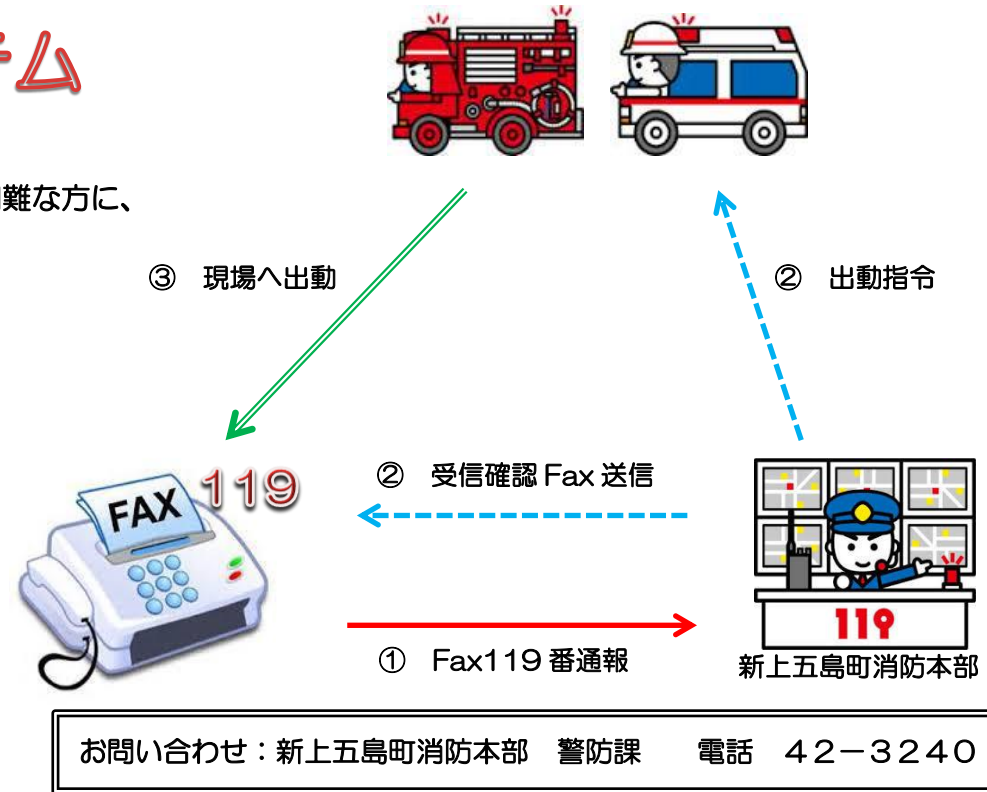 テム
難な方に、
③ 現場へ出動
② 出動指令
FAX 119
② 受信確認 Fax 送信
① Fax119 番通報
119
新上五島町消防本部
お問い合わせ：新上五島町消防本部 警防課 電話 ４２－３２４０